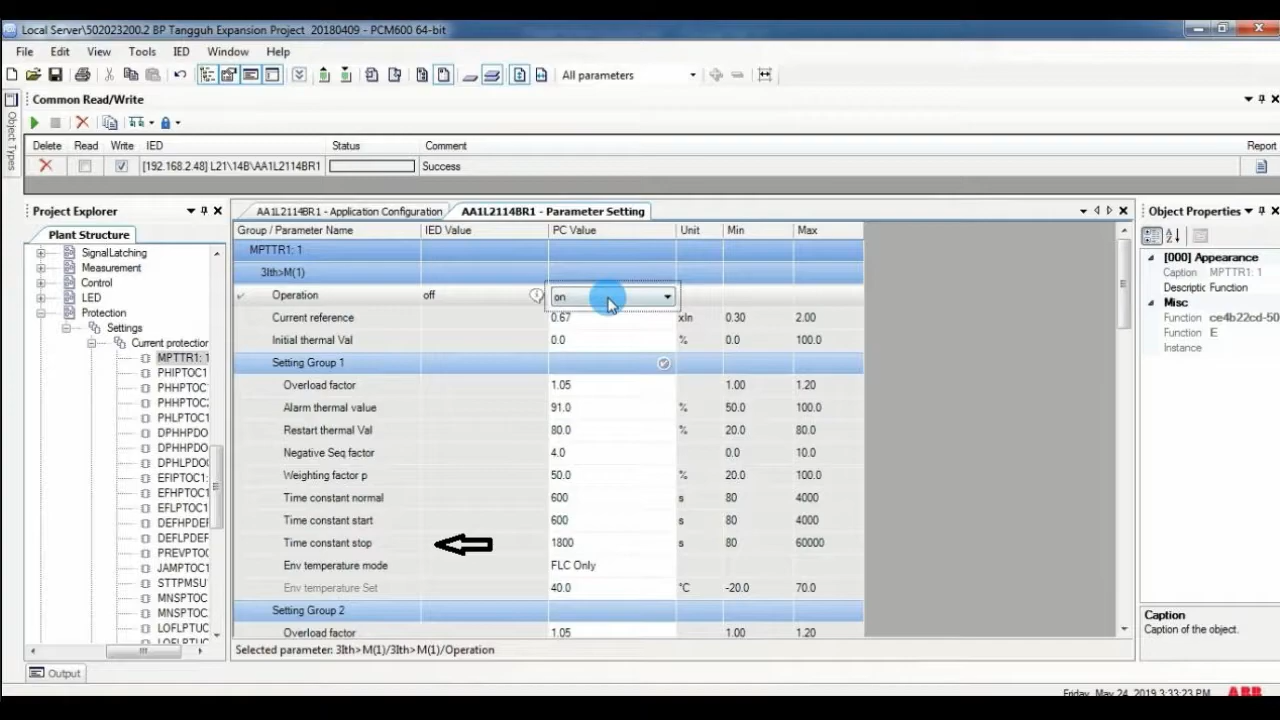 Local Server\502023200.2 BP Tangguh Expansion Project 20180409 - PCM600 64-bit
File Edit View Tools IED Window Help
All parameters
Object Types
Common Read/Write
Delete Read Write IED Status Comment Report
[192.168.2.48] L21\14B\AA1L2114BR1 Success
Project Explorer
Plant Structure
SignalLatching
Measurement
Control
LED
Protection
Settings
Current protection
MPTTR1: 1
PHIPTOC1
PHHPTOC
PHHPTOC
PHLPTOC1
DPHHPDO
DPHHPDO
DPHLPDO
EFIPTOC1:
EFHPTOC1
EFLPTOC1
DEFHPDEF
DEFLPDEF
PREVPTOC
JAMPTOC1
STTPMSU
MNSPTOC
MNSPTOC
LOFLPTUC
LOFLPTUC
AA1L2114BR1 - Application Configuration AA1L2114BR1 - Parameter Setting
Group / Parameter Name IED Value PC Value Unit Min Max
MPTTR1: 1
3Ith>M(1)
Operation off on
Current reference 0.67 xIn 0.30 2.00
Initial thermal Val 0.0 % 0.0 100.0
Setting Group 1
Overload factor 1.05 1.00 1.20
Alarm thermal value 91.0 % 50.0 100.0
Restart thermal Val 80.0 % 20.0 80.0
Negative Seq factor 4.0 0.0 10.0
Weighting factor p 50.0 % 20.0 100.0
Time constant normal 600 s 80 4000
Time constant start 600 s 80 4000
Time constant stop 1800 s 80 60000
Env temperature mode FLC Only
Env temperature Set 40.0 °C -20.0 70.0
Setting Group 2
Overload factor 1.05 1.00 1.20
Selected parameter: 3Ith>M(1)/3Ith>M(1)/Operation
Object Properties
[000] Appearance
Caption MPTTR1: 1
Descriptic Function
Misc
Function ce4b22cd-50
Function E
Instance
Caption
Caption of the object.
Output
Friday, May 24, 2019 3:33:23 PM ABB